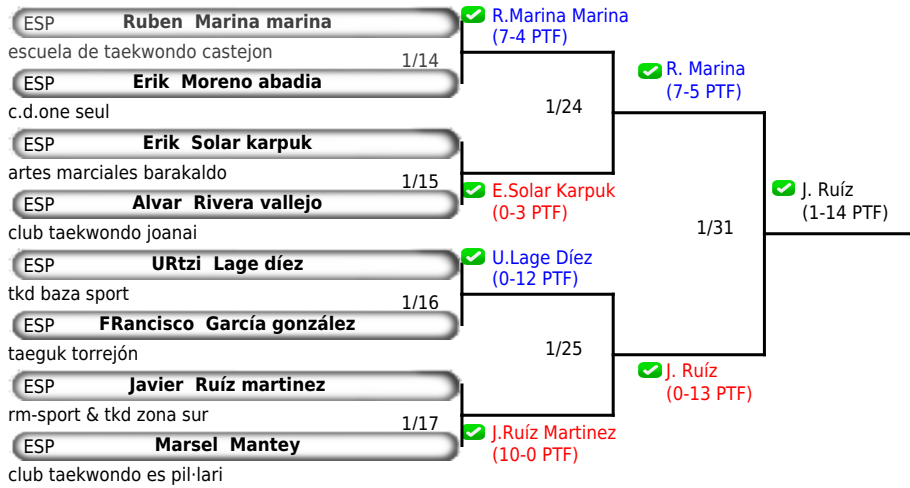 ESP Ruben Marina marina
escuela de taekwondo castejon
1/14
ESP Erik Moreno abadia
c.d.one seul
ESP Erik Solar karpuk
artes marciales barakaldo
1/15
ESP Alvar Rivera vallejo
club taekwondo joanai
ESP URtzi Lage díez
tkd baza sport
1/16
ESP FRancisco García gonzález
taeguk torrejón
ESP Javier Ruíz martinez
rm-sport & tkd zona sur
1/17
ESP Marsel Mantey
club taekwondo es pil·lari
R.Marina Marina
(7-4 PTF)
1/24
E.Solar Karpuk
(0-3 PTF)
U.Lage Díez
(0-12 PTF)
1/25
J.Ruíz Martinez
(10-0 PTF)
R. Marina
(7-5 PTF)
1/31
J. Ruíz
(0-13 PTF)
J. Ruíz
(1-14 PTF)